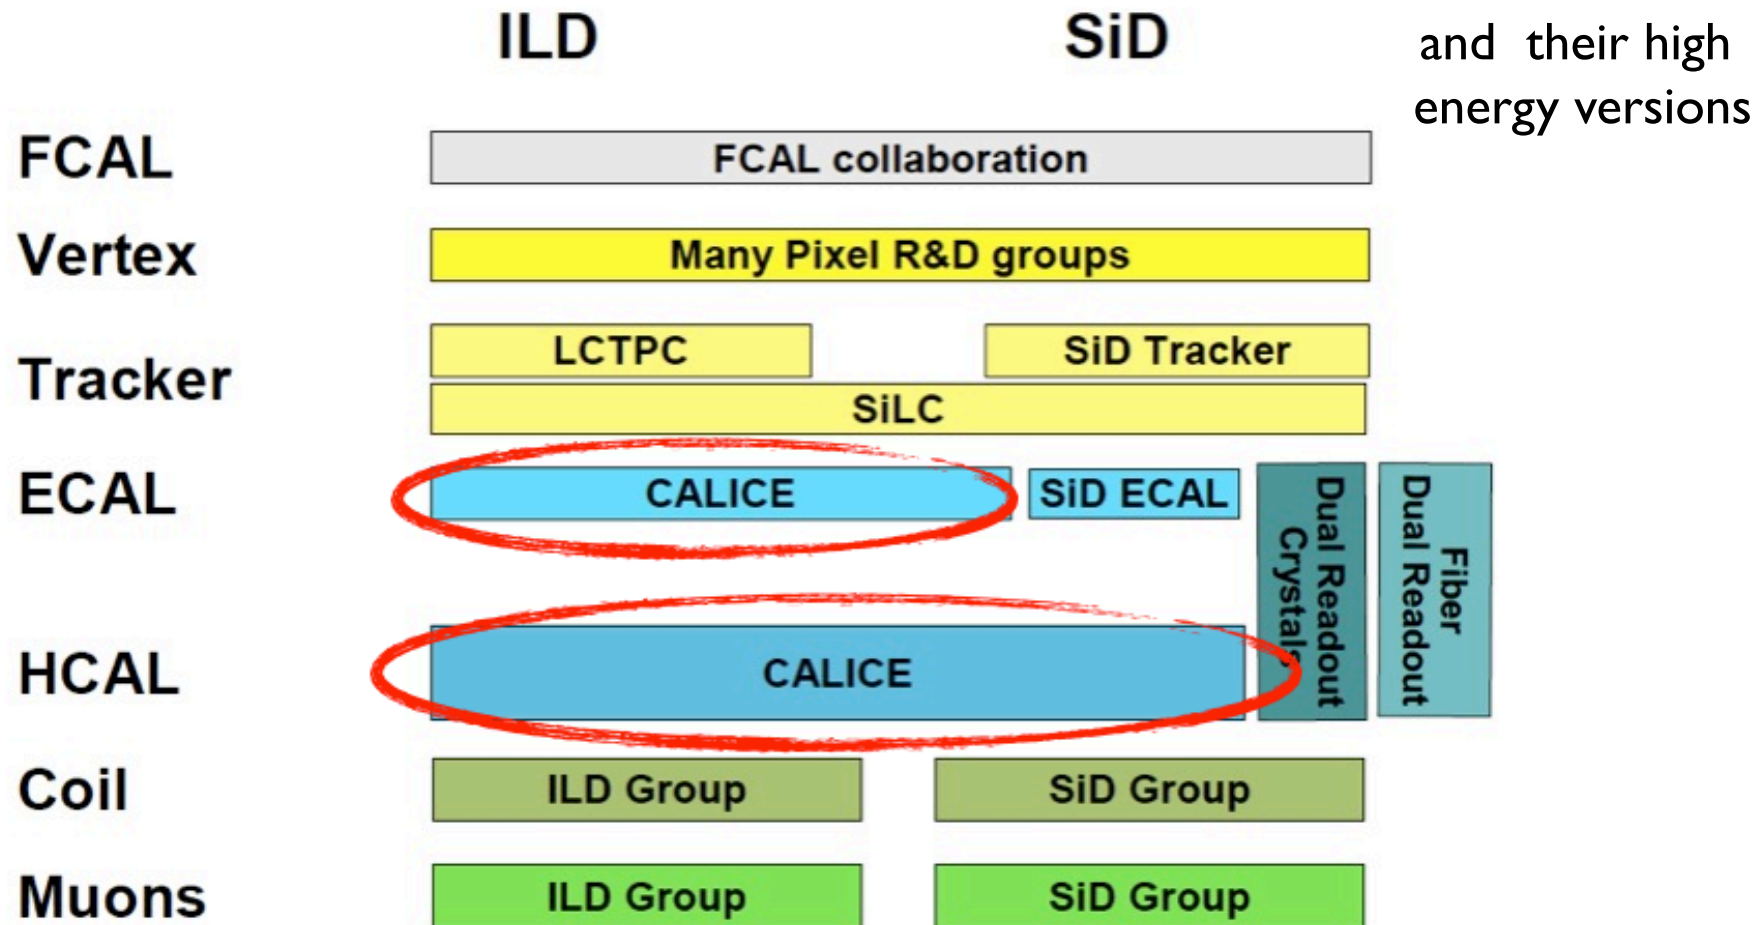 ILD
SiD
and their high
energy versions
FCAL
FCAL collaboration
Vertex
Many Pixel R&D groups
Tracker
LCTPC
SiD Tracker
SiLC
ECAL
CALICE
SiD ECAL
Dual Readout
Crystals
Fiber
Dual Readout
HCAL
CALICE
Coil
ILD Group
SiD Group
Muons
ILD Group
SiD Group